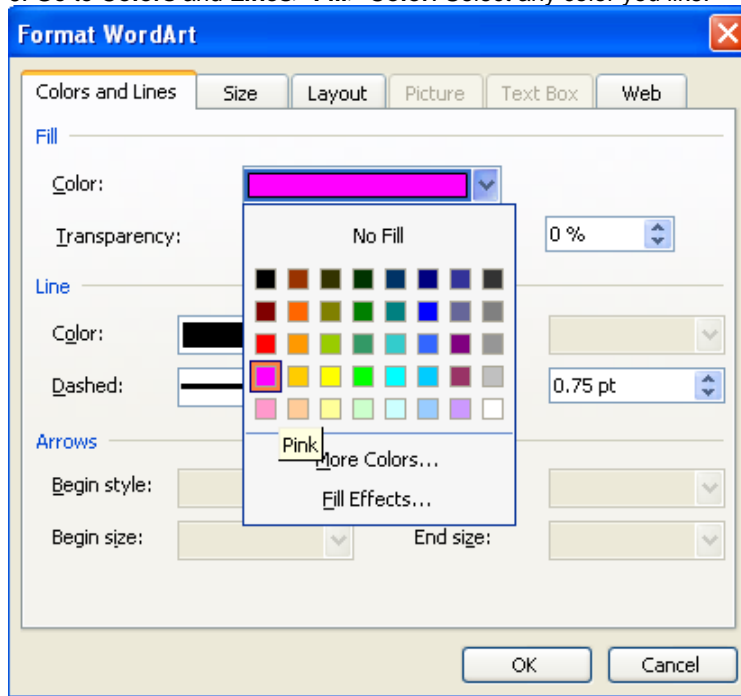 Format WordArt
Colors and Lines Size Layout Picture Text Box Web
Fill
Color:
No Fill
Transparency: 0 %
Line
Color:
Dashed: 0.75 pt
Pink
More Colors...
Arrows
Begin style:
Fill Effects...
Begin size: End size:
OK Cancel